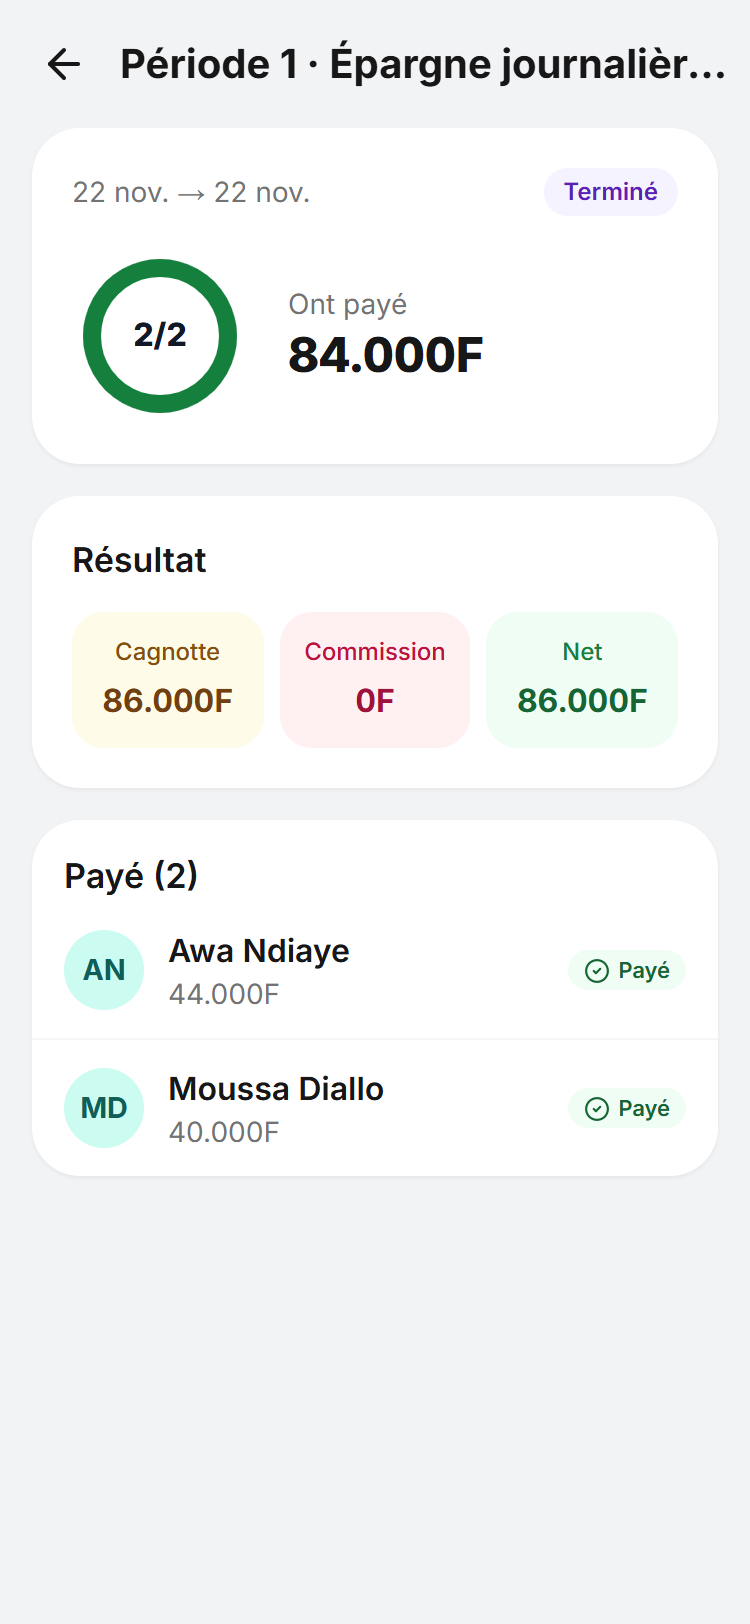 Période 1 · Épargne journalièr...
22 nov. → 22 nov.
Terminé
2/2
Ont payé
84.000F
Résultat
Cagnotte
86.000F
Commission
0F
Net
86.000F
Payé (2)
AN
Awa Ndiaye
44.000F
Payé
MD
Moussa Diallo
40.000F
Payé